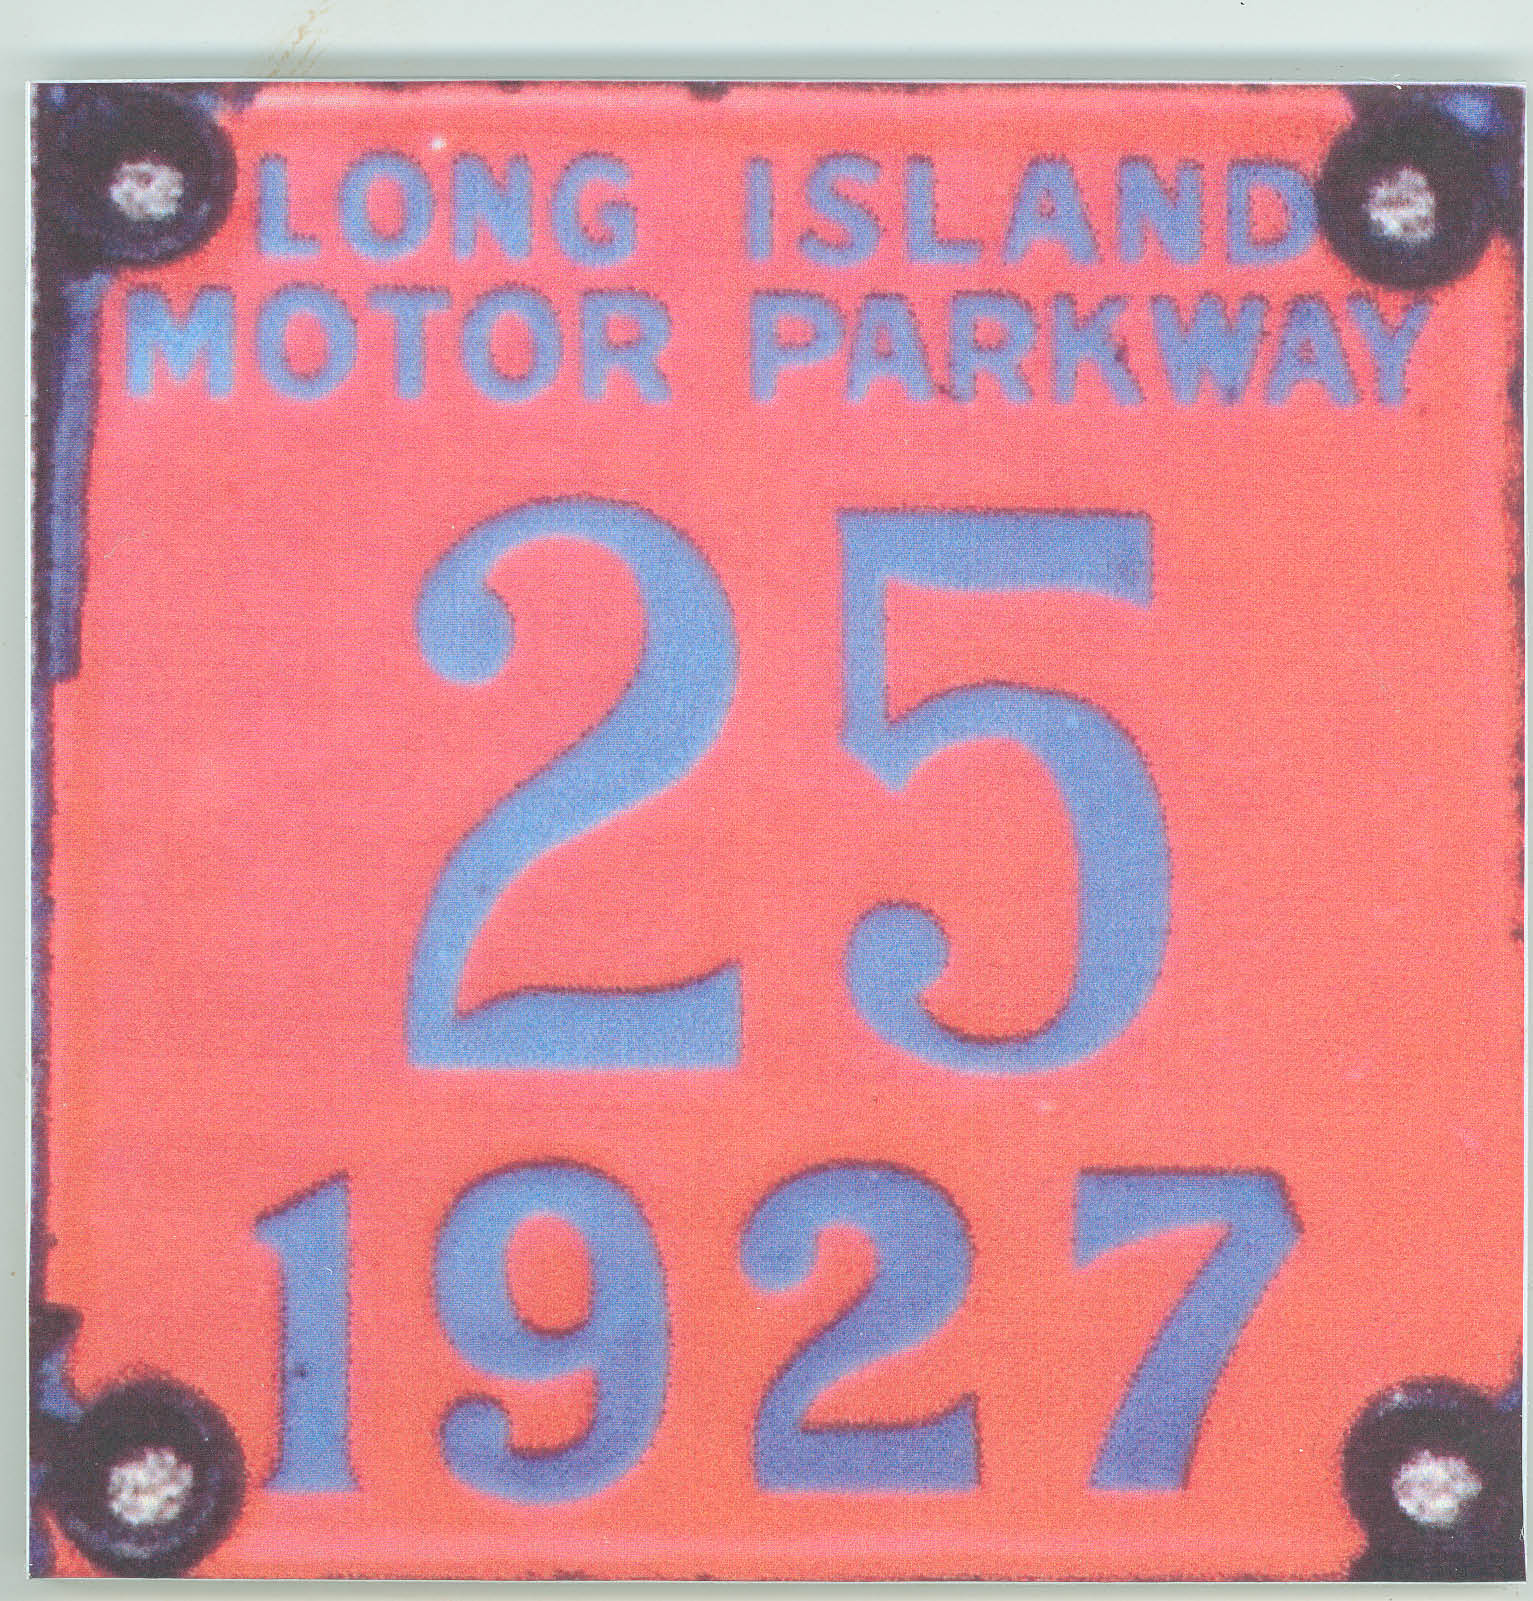 LONG ISLAND
MOTOR PARKWAY
25
1927